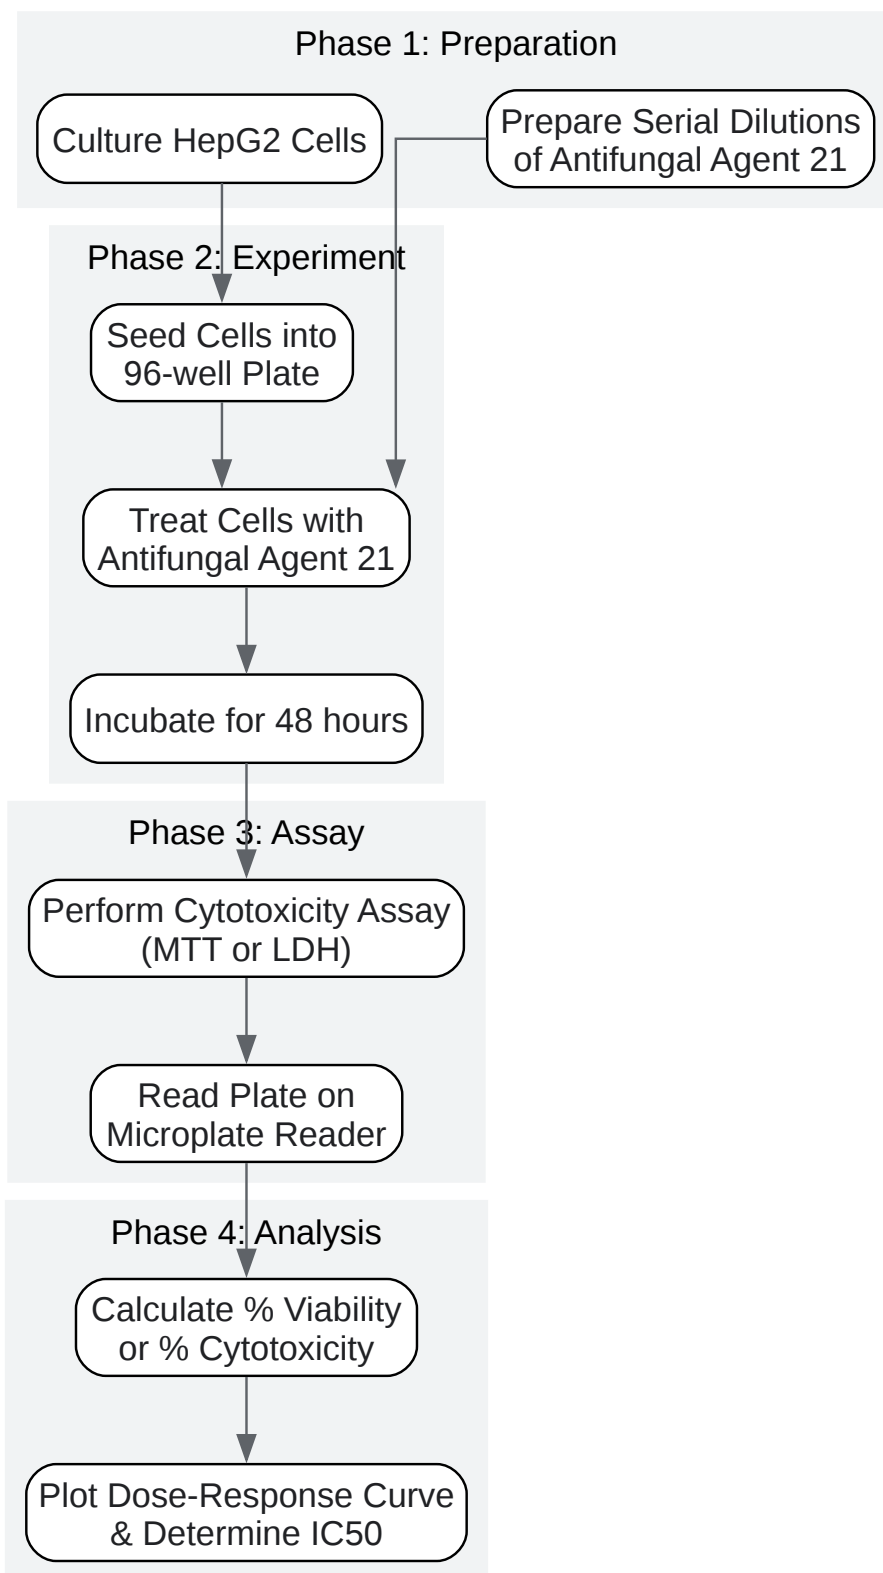 Phase 1: Preparation
Culture HepG2 Cells
Prepare Serial Dilutions
of Antifungal Agent 21
Phase 2: Experiment
Seed Cells into
96-well Plate
Treat Cells with
Antifungal Agent 21
Incubate for 48 hours
Phase 3: Assay
Perform Cytotoxicity Assay
(MTT or LDH)
Read Plate on
Microplate Reader
Phase 4: Analysis
Calculate % Viability
or % Cytotoxicity
Plot Dose-Response Curve
& Determine IC50